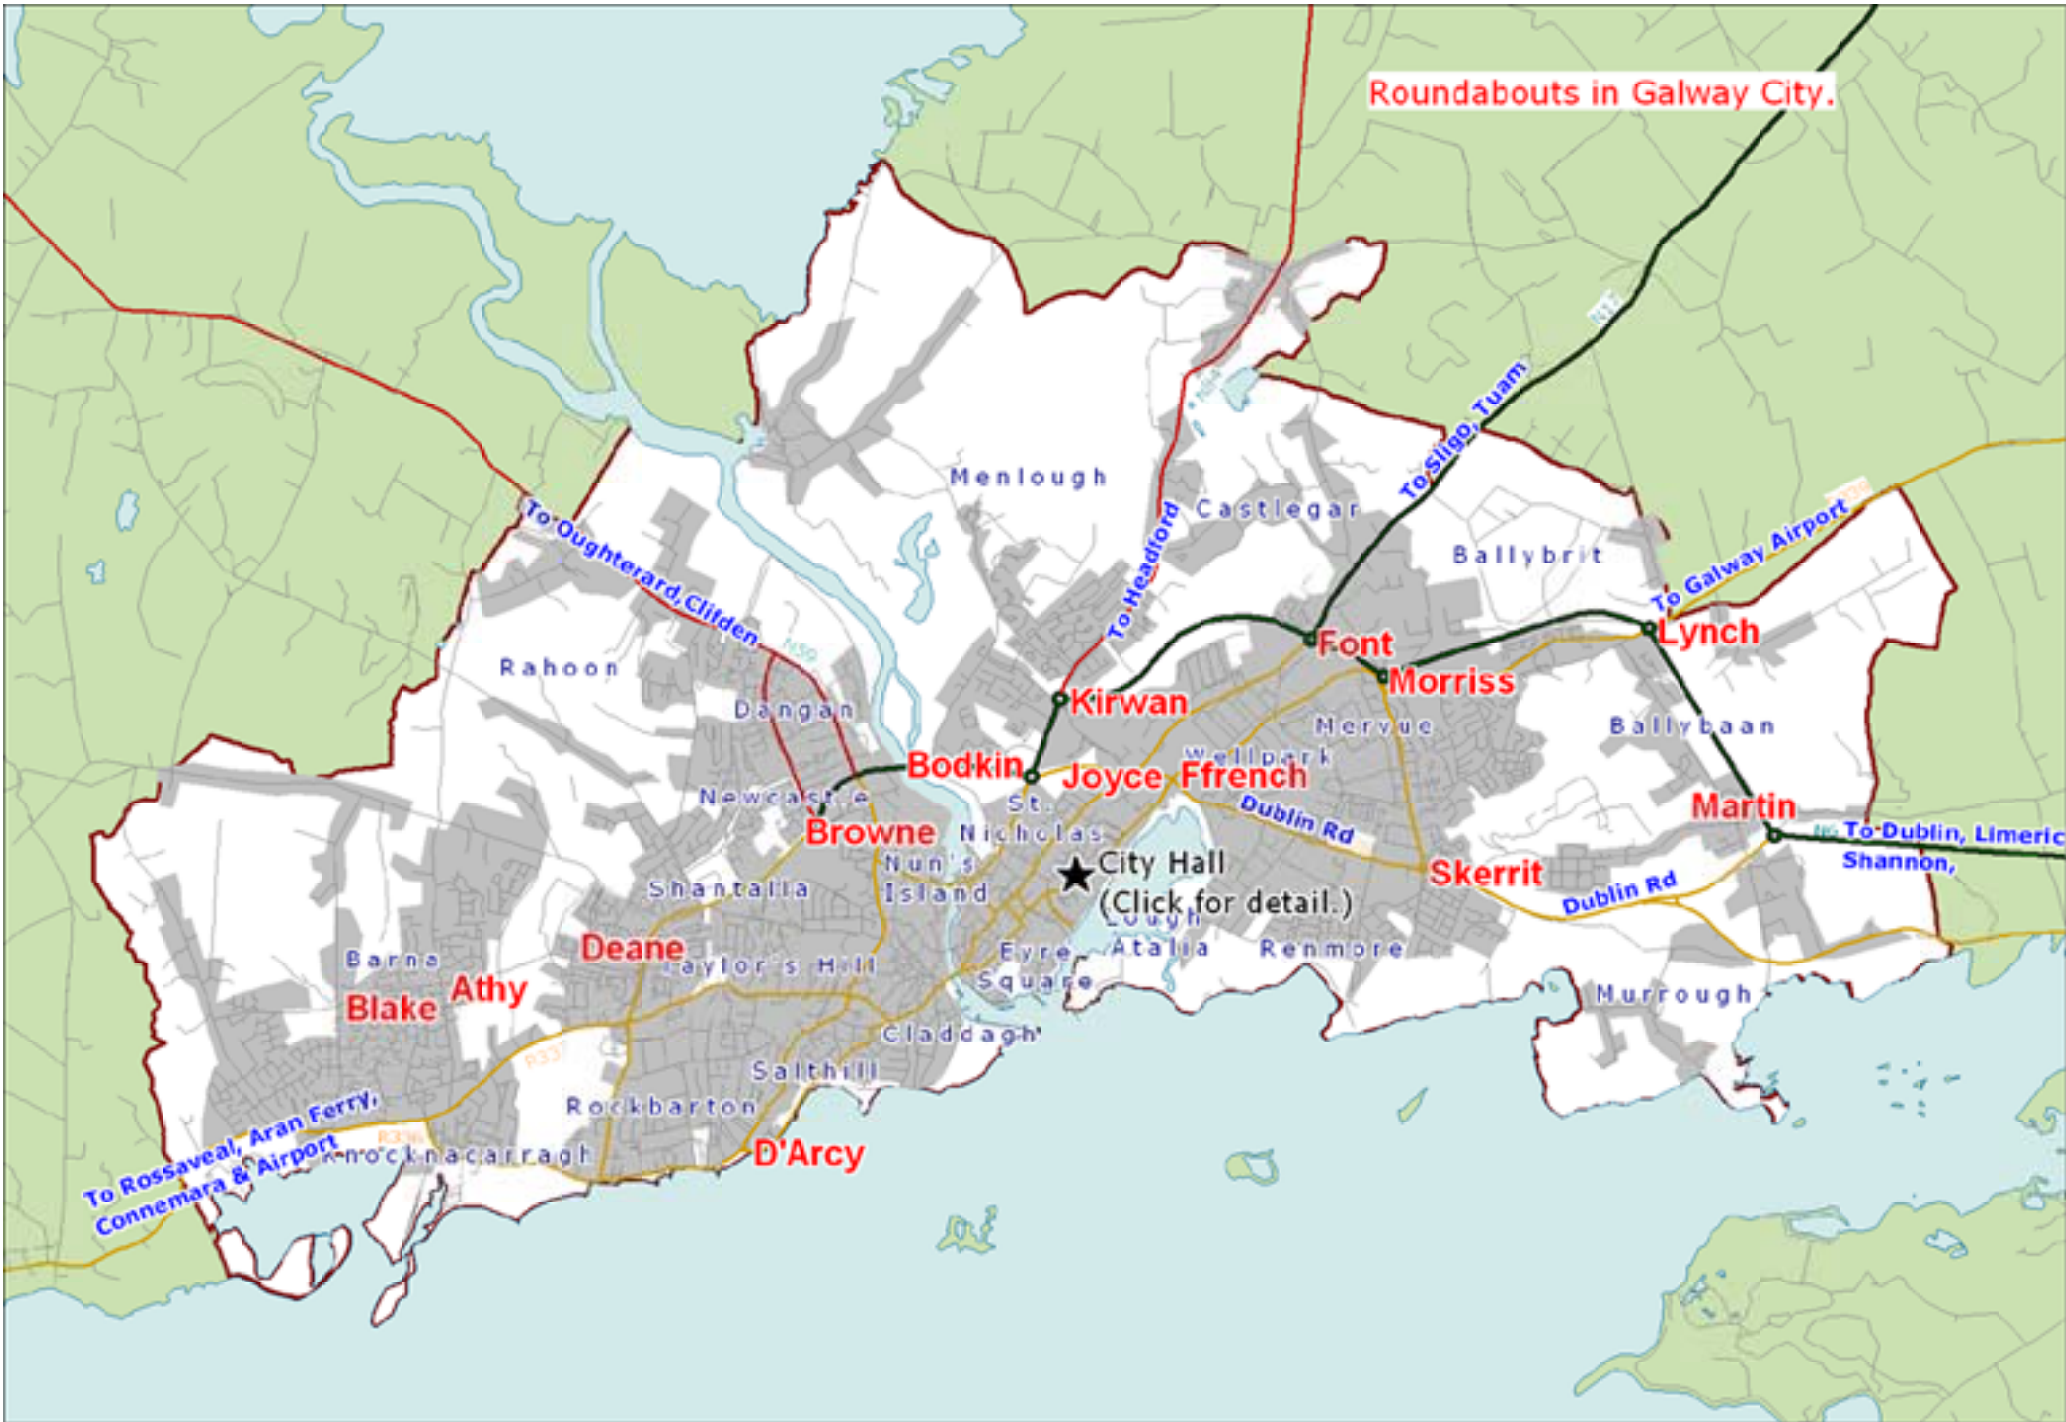 Roundabouts in Galway City.
N17
To Sligo, Tuam
Menlough
Castlegar
To Headford
Ballybrit
To Galway Airport
To Oughterard,Clifden
N59
Rahoon
Dangan
Font
Lynch
Morriss
Kirwan
Mervue
Ballybaan
Wellpark
Bodkin
Joyce
Ffrench
Newcastle
St.
Nicholas
Dublin Rd
Martin
Browne
N6
To Dublin, Limeric
Shannon,
Nun's
Island
City Hall
(Click for detail.)
Shantalla
Skerrit
Dublin Rd
Lough
Atalia
Renmore
Deane
Taylor's Hill
Eyre
Square
Barna
Athy
Blake
Murrough
Claddagh
R337
Salthill
Rockbarton
To Rossaveal, Aran Ferry,
Connemara & Airport
R336
Knocknacarragh
D'Arcy